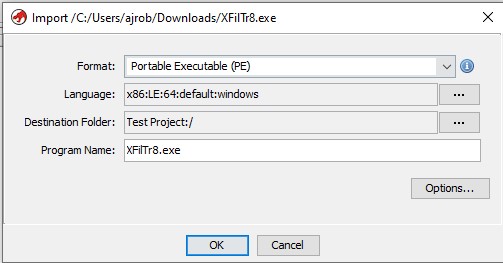 Import /C:/Users/ajrob/Downloads/XFilTr8.exe
Format: Portable Executable (PE)
Language: x86:LE:64:default:windows ...
Destination Folder: Test Project:/ ...
Program Name: XFilTr8.exe
Options...
OK Cancel